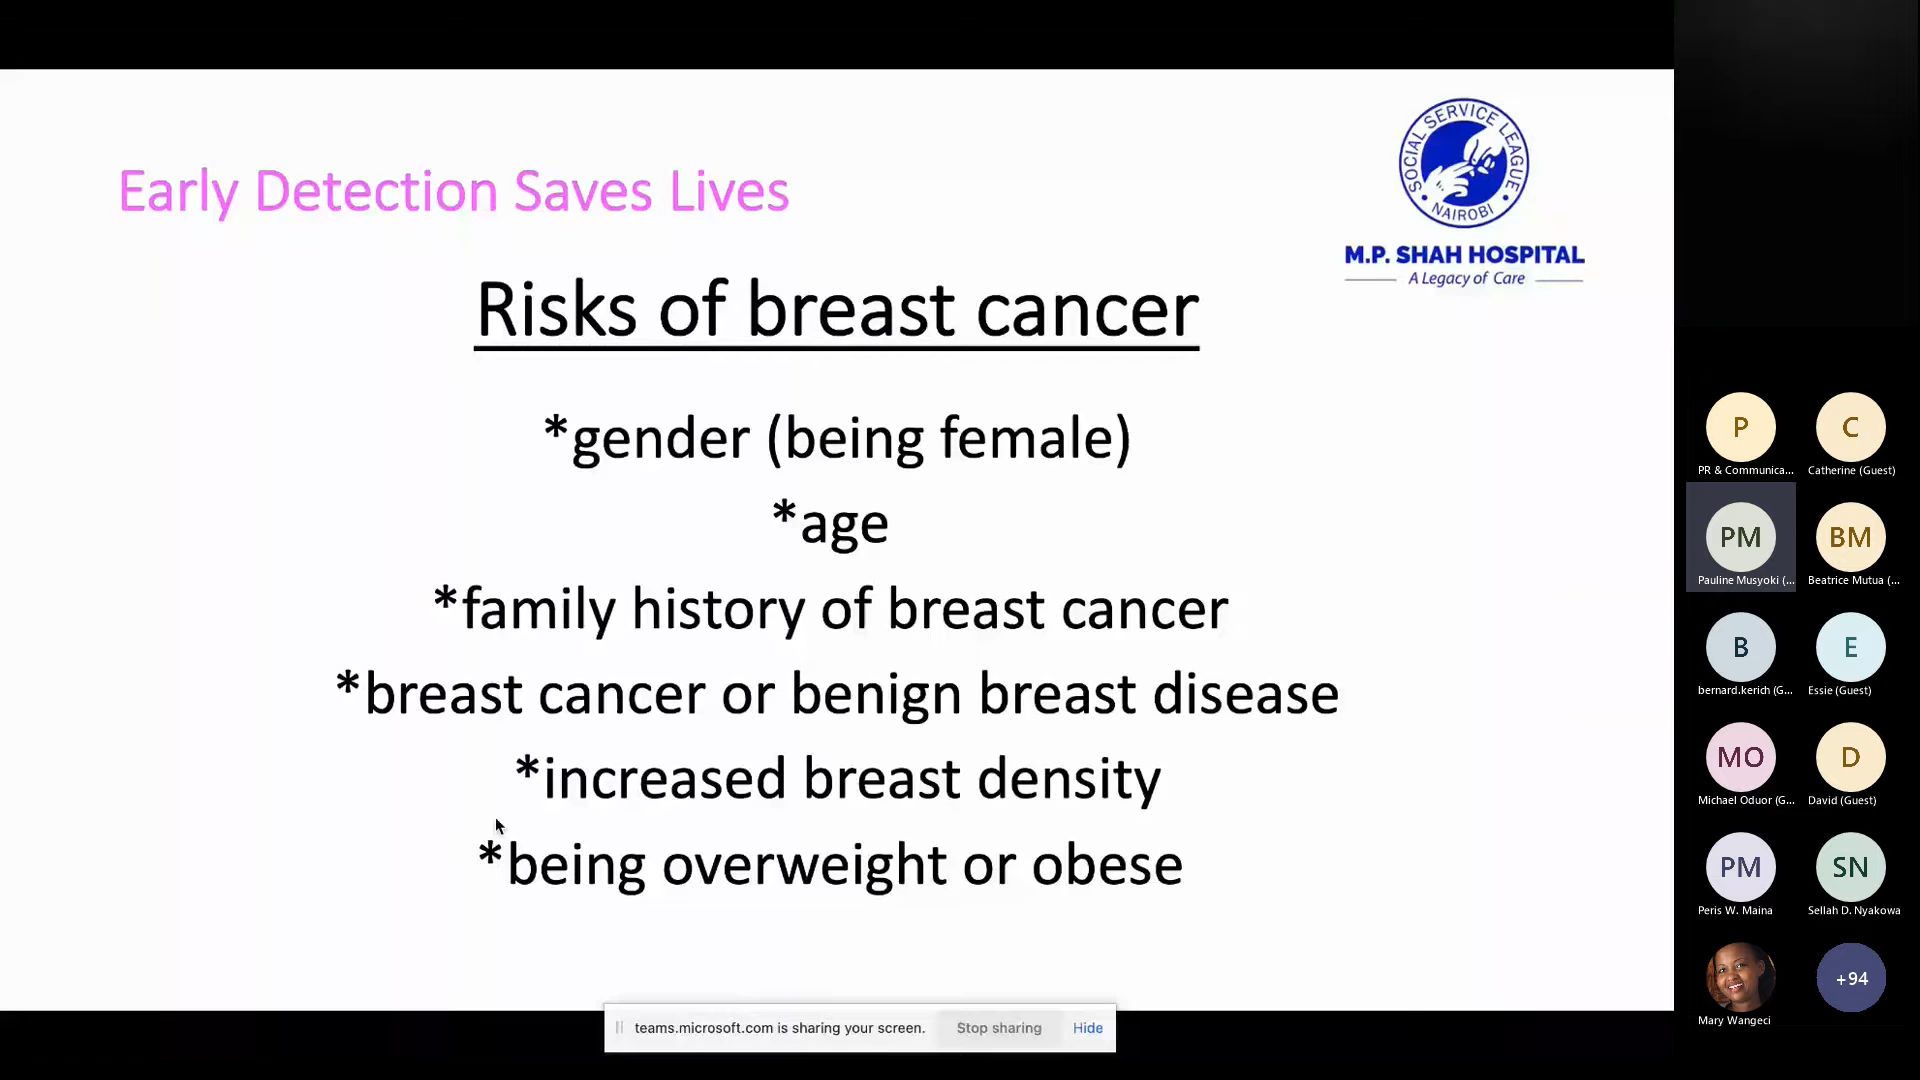 Early Detection Saves Lives
SOCIAL SERVICE LEAGUE
• NAIROBI •
M.P. SHAH HOSPITAL
A Legacy of Care
Risks of breast cancer
*gender (being female)
*age
*family history of breast cancer
*breast cancer or benign breast disease
*increased breast density
*being overweight or obese
teams.microsoft.com is sharing your screen. Stop sharing Hide
P C
PR & Communica... Catherine (Guest)
PM BM
Pauline Musyoki (... Beatrice Mutua (...
B E
bernard.kerich (G... Essie (Guest)
MO D
Michael Oduor (G... David (Guest)
PM SN
Peris W. Maina Sellah D. Nyakowa
+94
Mary Wangeci